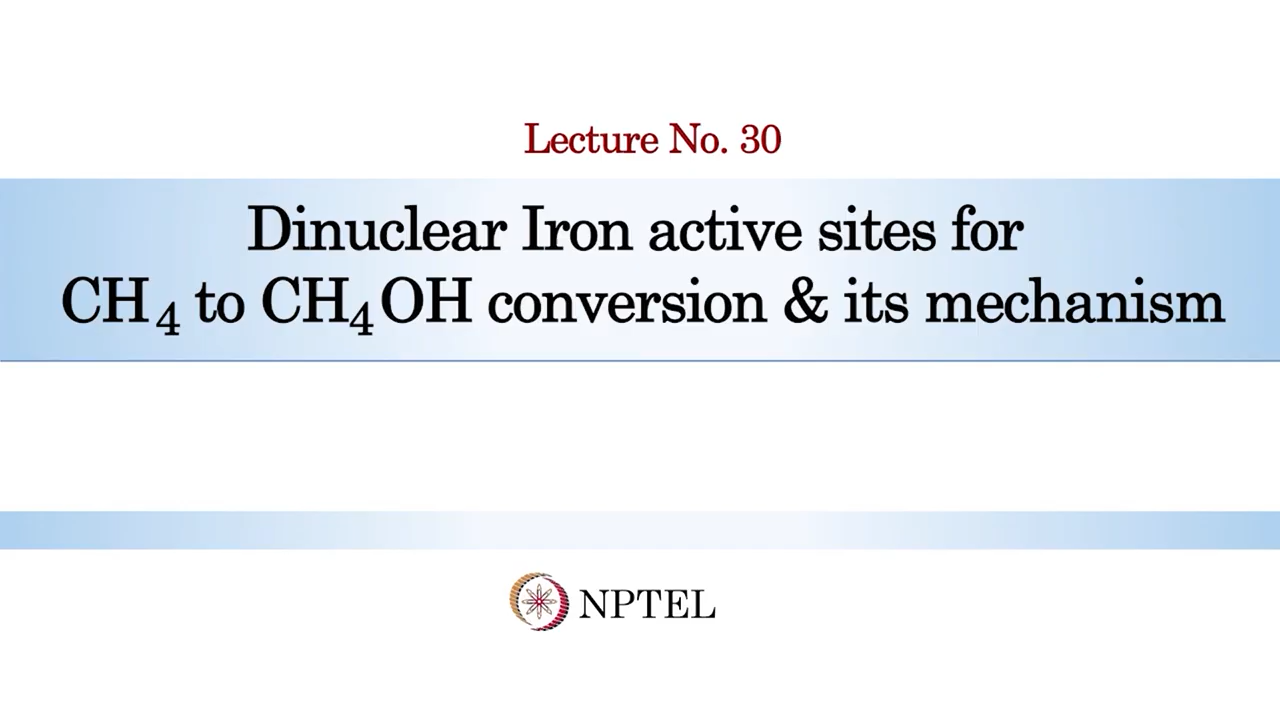 Lecture No. 30
Dinuclear Iron active sites for
CH₄ to CH₄OH conversion & its mechanism
NPTEL